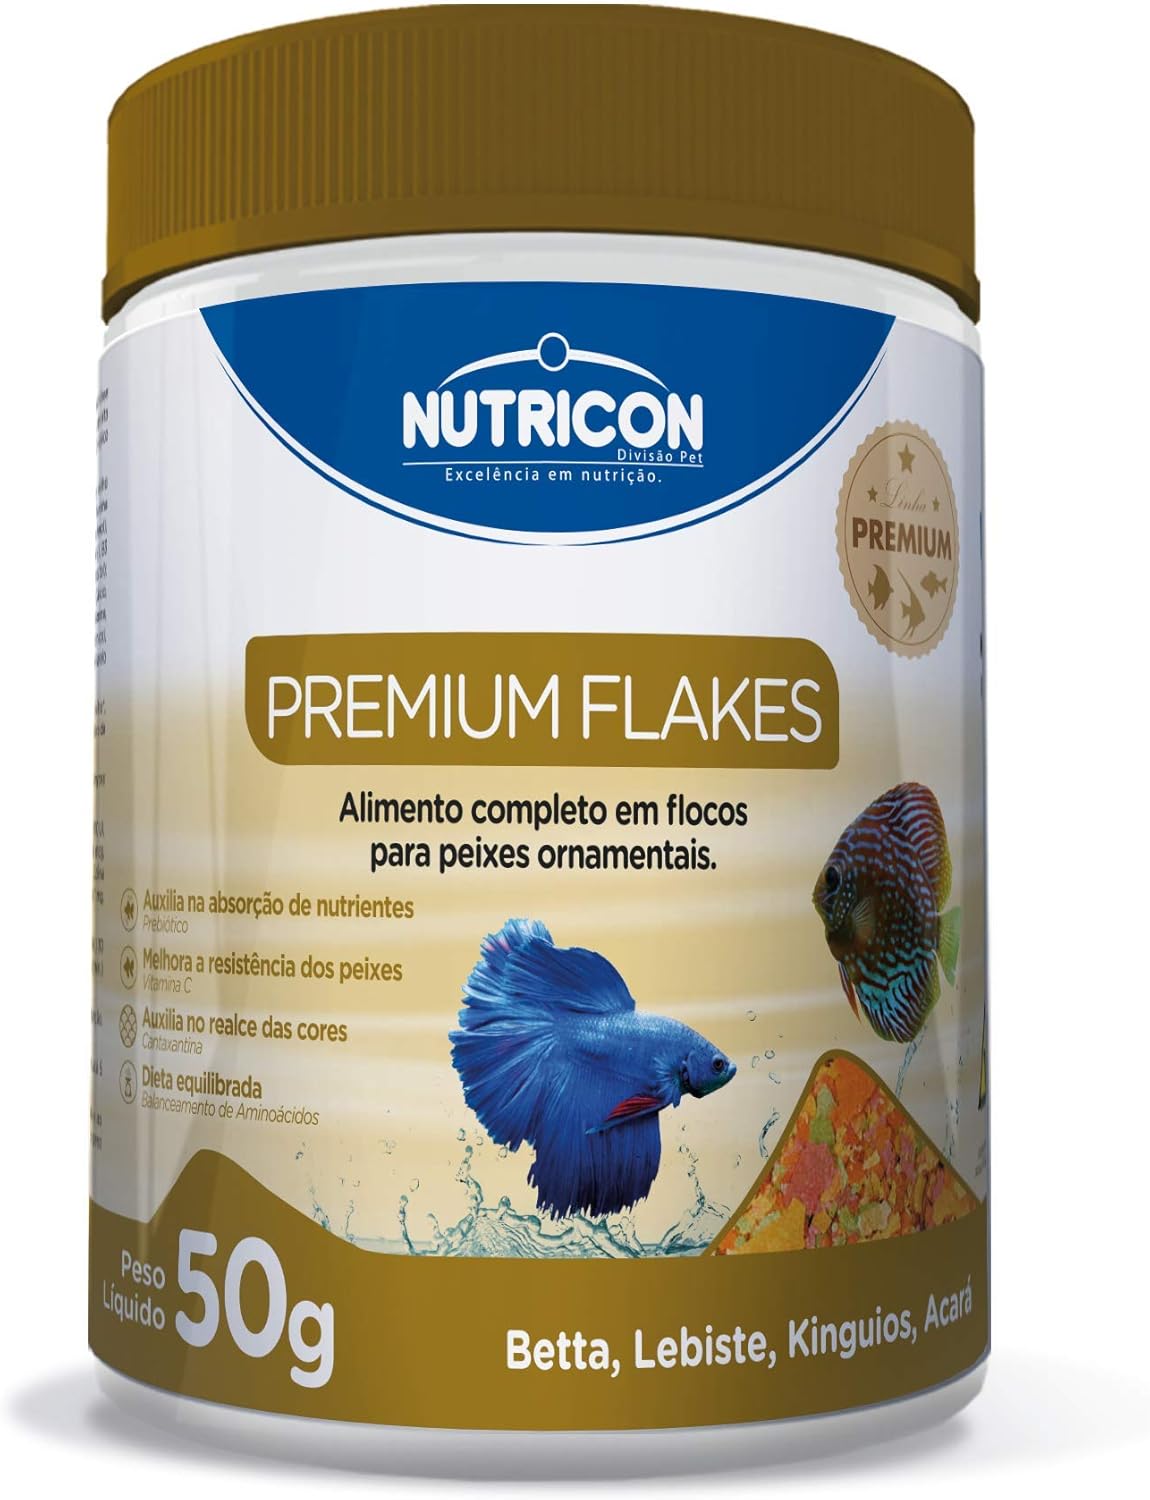 NUTRICON
Divisão Pet
Excelência em nutrição.
Linha
PREMIUM
PREMIUM FLAKES
Alimento completo em flocos
para peixes ornamentais.
Auxilia na absorção de nutrientes
Prebiótico
Melhora a resistência dos peixes
Vitamina C
Auxilia no realce das cores
Cantaxantina
Dieta equilibrada
Balanceamento de Aminoácidos
Peso
Líquido 50g
Betta, Lebiste, Kinguios, Acará